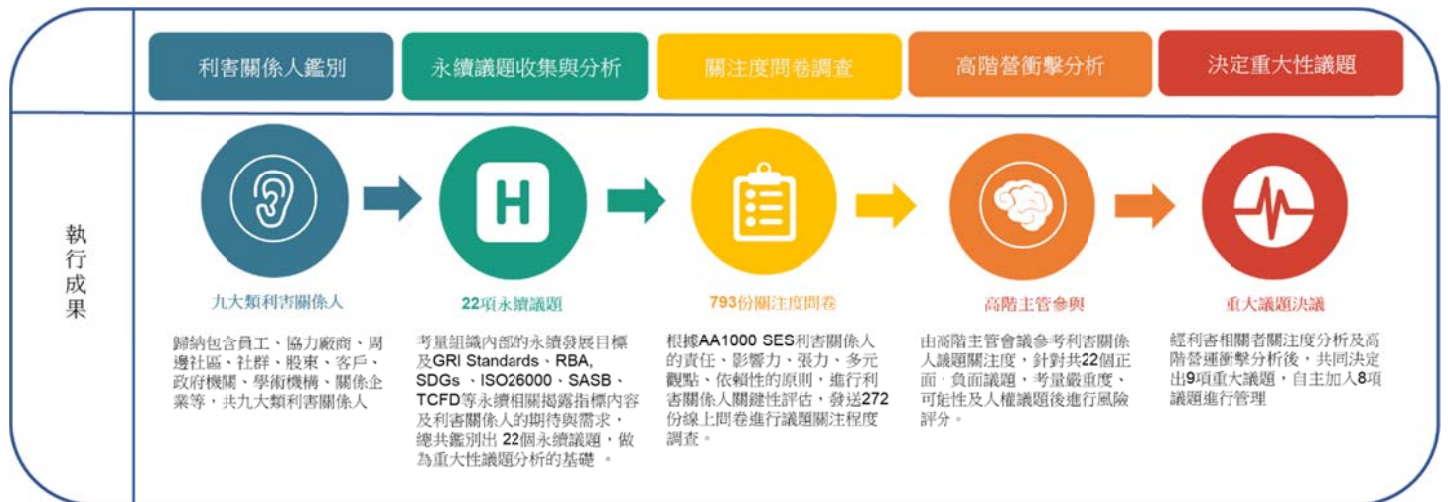 利害關係人鑑別
永續議題收集與分析
關注度問卷調查
高階營衝擊分析
決定重大性議題
執行成果
九大類利害關係人
歸納包含員工、協力廠商、周
邊社區、社群、股東、客戶、
政府機關、學術機構、關係企
業等，共九大類利害關係人
H
22項永續議題
考量組織內部的永續發展目標
及GRI Standards、RBA,
SDGs、ISO26000、SASB、
TCFD等永續相關揭露指標內容
及利害關係人的期待與需求，
總共鑑別出 22個永續議題，做
為重大性議題分析的基礎 。
793份關注度問卷
根據AA1000 SES利害關係人
的責任、影響力、張力、多元
觀點、依賴性的原則，進行利
害關係人關鍵性評估，發送272
份線上問卷進行議題關注程度
調查。
高階主管參與
由高階主管會議參考利害關係
人議題關注度，針對共22個正
面、負面議題，考量嚴重度、
可能性及人權議題後進行風險
評分。
重大議題決議
經利害相關者關注度分析及高
階營運衝擊分析後，共同決定
出9項重大議題，自主加入8項
議題進行管理